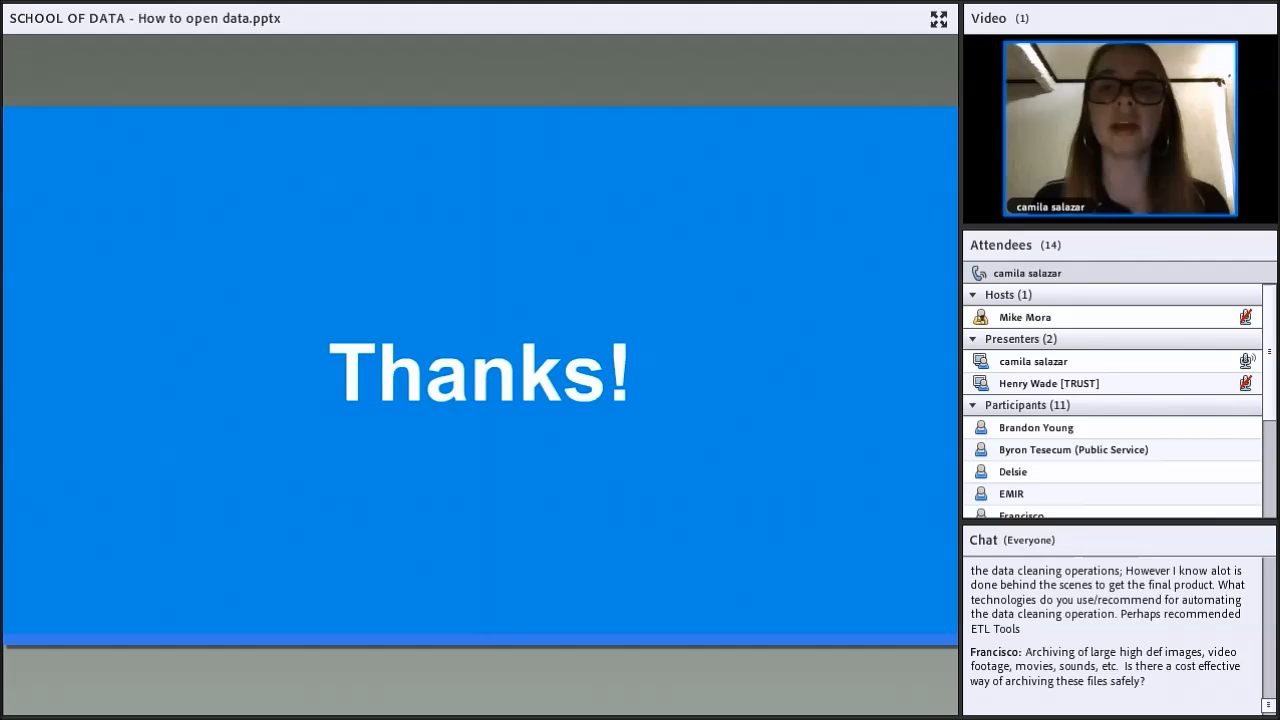 SCHOOL OF DATA - How to open data.pptx
Thanks!
Video (1)
camila salazar
Attendees (14)
camila salazar
Hosts (1)
Mike Mora
Presenters (2)
camila salazar
Henry Wade [TRUST]
Participants (11)
Brandon Young
Byron Tesecum (Public Service)
Delsie
EMIR
Francisco
Chat (Everyone)
the data cleaning operations; However I know alot is
done behind the scenes to get the final product. What
technologies do you use/recommend for automating
the data cleaning operation. Perhaps recommended
ETL Tools
Francisco: Archiving of large high def images, video
footage, movies, sounds, etc. Is there a cost effective
way of archiving these files safely?